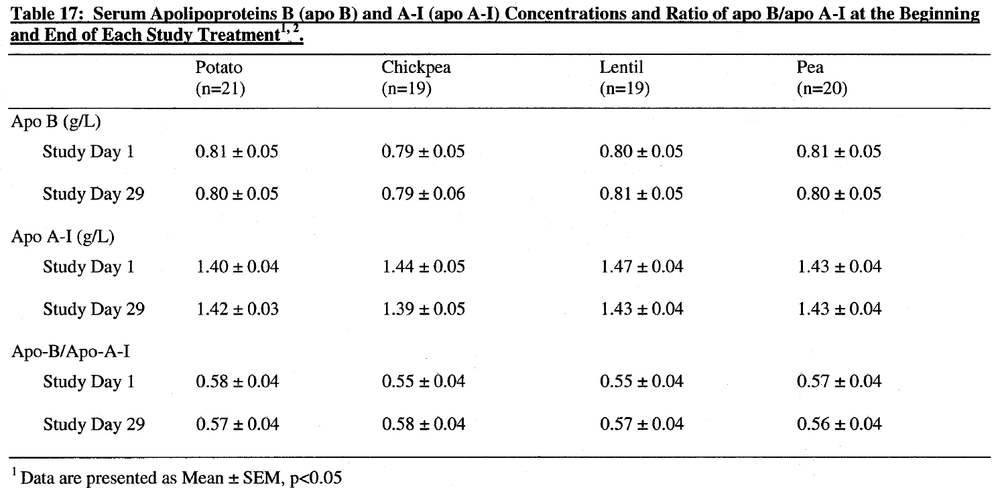 Table 17: Serum Apolipoproteins B (apo B) and A-I (apo A-I) Concentrations and Ratio of apo B/apo A-I at the Beginning
and End of Each Study Treatment1, 2.
Potato Chickpea Lentil Pea
(n=21) (n=19) (n=19) (n=20)
Apo B (g/L)
Study Day 1 0.81 ± 0.05 0.79 ± 0.05 0.80 ± 0.05 0.81 ± 0.05
Study Day 29 0.80 ± 0.05 0.79 ± 0.06 0.81 ± 0.05 0.80 ± 0.05
Apo A-I (g/L)
Study Day 1 1.40 ± 0.04 1.44 ± 0.05 1.47 ± 0.04 1.43 ± 0.04
Study Day 29 1.42 ± 0.03 1.39 ± 0.05 1.43 ± 0.04 1.43 ± 0.04
Apo-B/Apo-A-I
Study Day 1 0.58 ± 0.04 0.55 ± 0.04 0.55 ± 0.04 0.57 ± 0.04
Study Day 29 0.57 ± 0.04 0.58 ± 0.04 0.57 ± 0.04 0.56 ± 0.04
1 Data are presented as Mean ± SEM, p<0.05